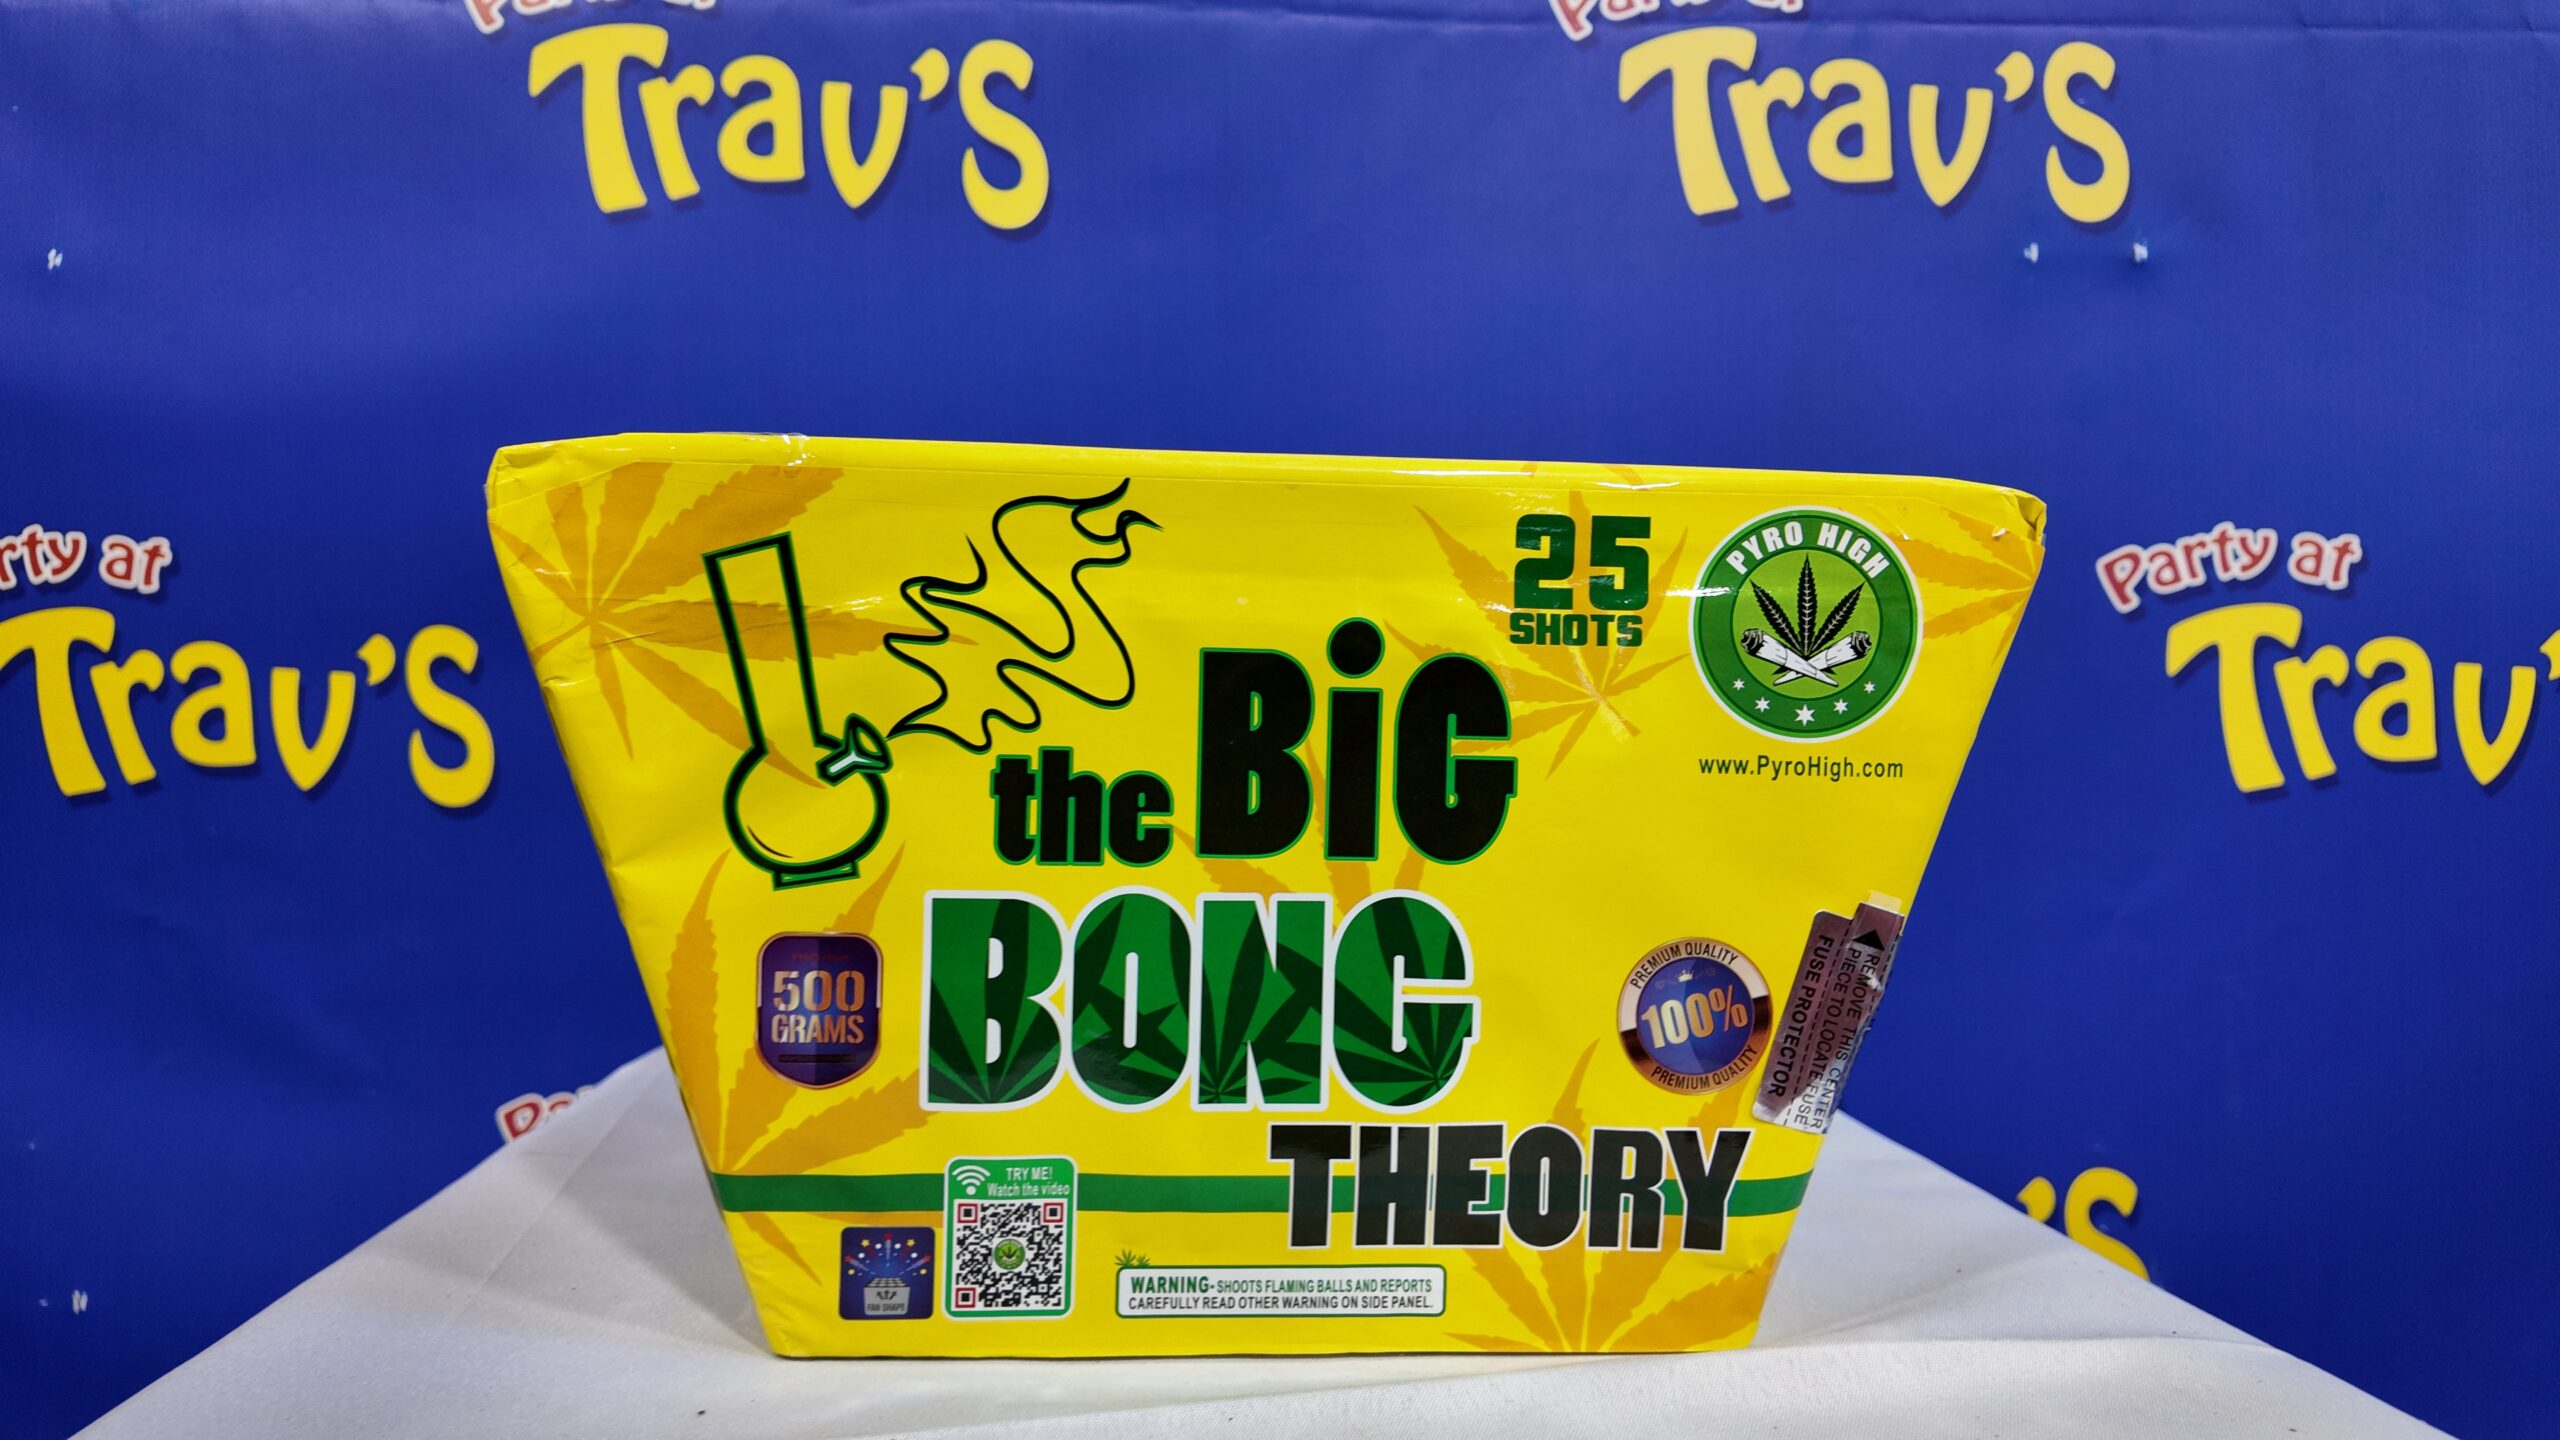 Party at
Trav's
Party at
Trav's
Party at
Trav's
rty at
Trav's
25
SHOTS
PYRO HIGH
www.PyroHigh.com
the BiG
BONG
THEORY
500
GRAMS
PREMIUM QUALITY
100%
PREMIUM QUALITY
REMOVE THIS CENTER
PIECE TO LOCATE FUSE
FUSE PROTECTOR
TRY ME!
Watch the video
FAN SHAPE
WARNING- SHOOTS FLAMING BALLS AND REPORTS
CAREFULLY READ OTHER WARNING ON SIDE PANEL.
's